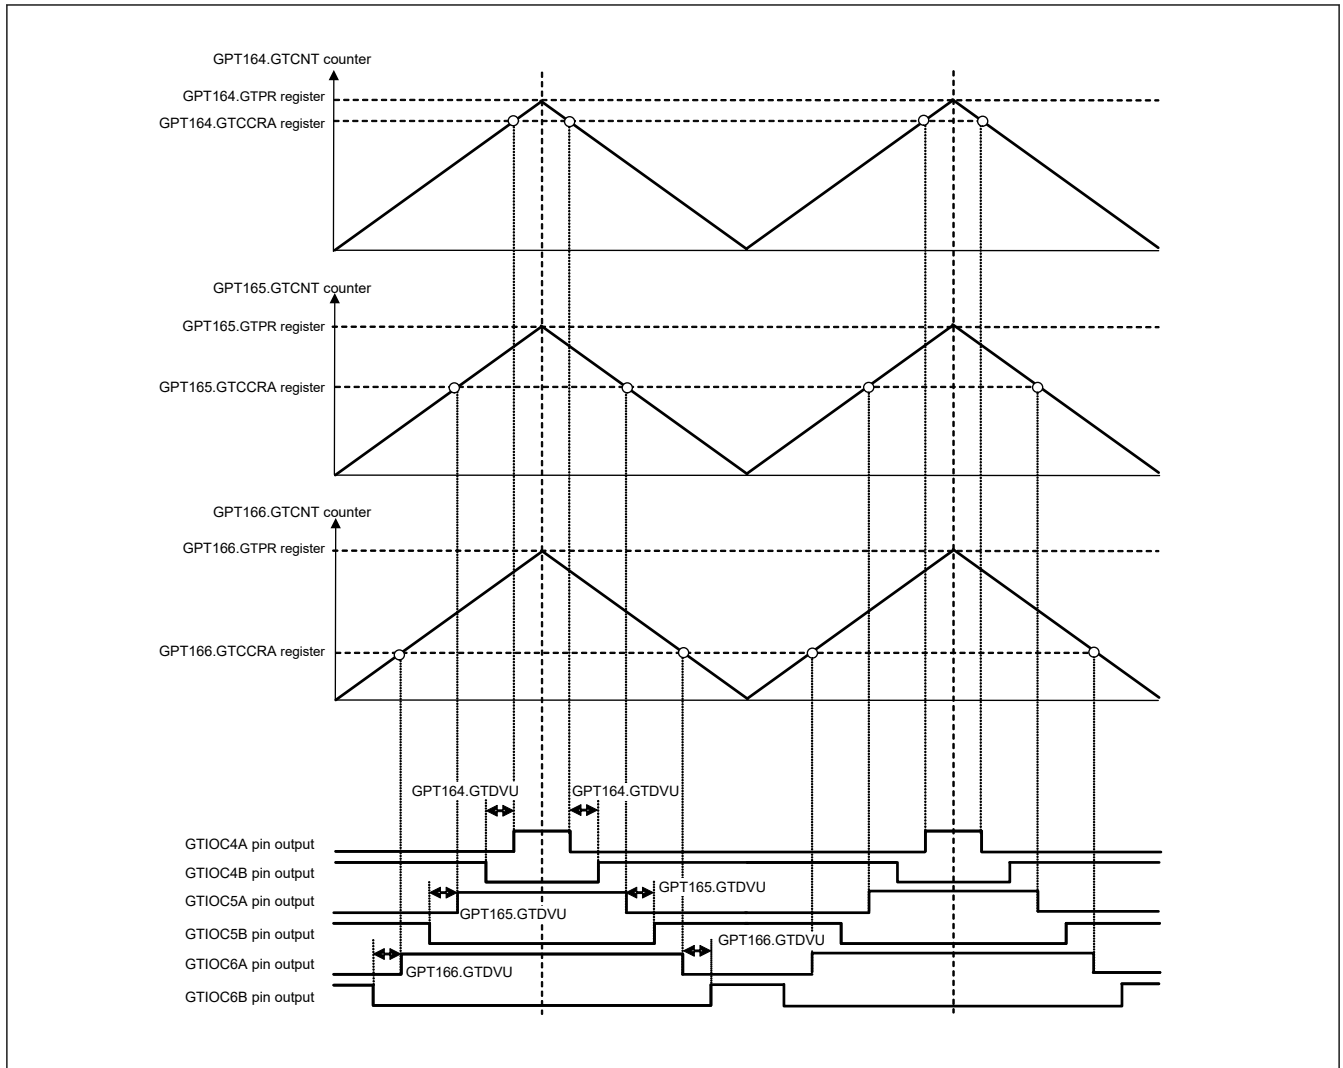 GPT164.GTCNT counter
GPT164.GTPR register
GPT164.GTCCRA register
GPT165.GTCNT counter
GPT165.GTPR register
GPT165.GTCCRA register
GPT166.GTCNT counter
GPT166.GTPR register
GPT166.GTCCRA register
GPT164.GTDVU GPT164.GTDVU
GTIOC4A pin output
GTIOC4B pin output
GPT165.GTDVU
GTIOC5A pin output
GPT165.GTDVU
GTIOC5B pin output
GPT166.GTDVU
GTIOC6A pin output
GPT166.GTDVU
GTIOC6B pin output